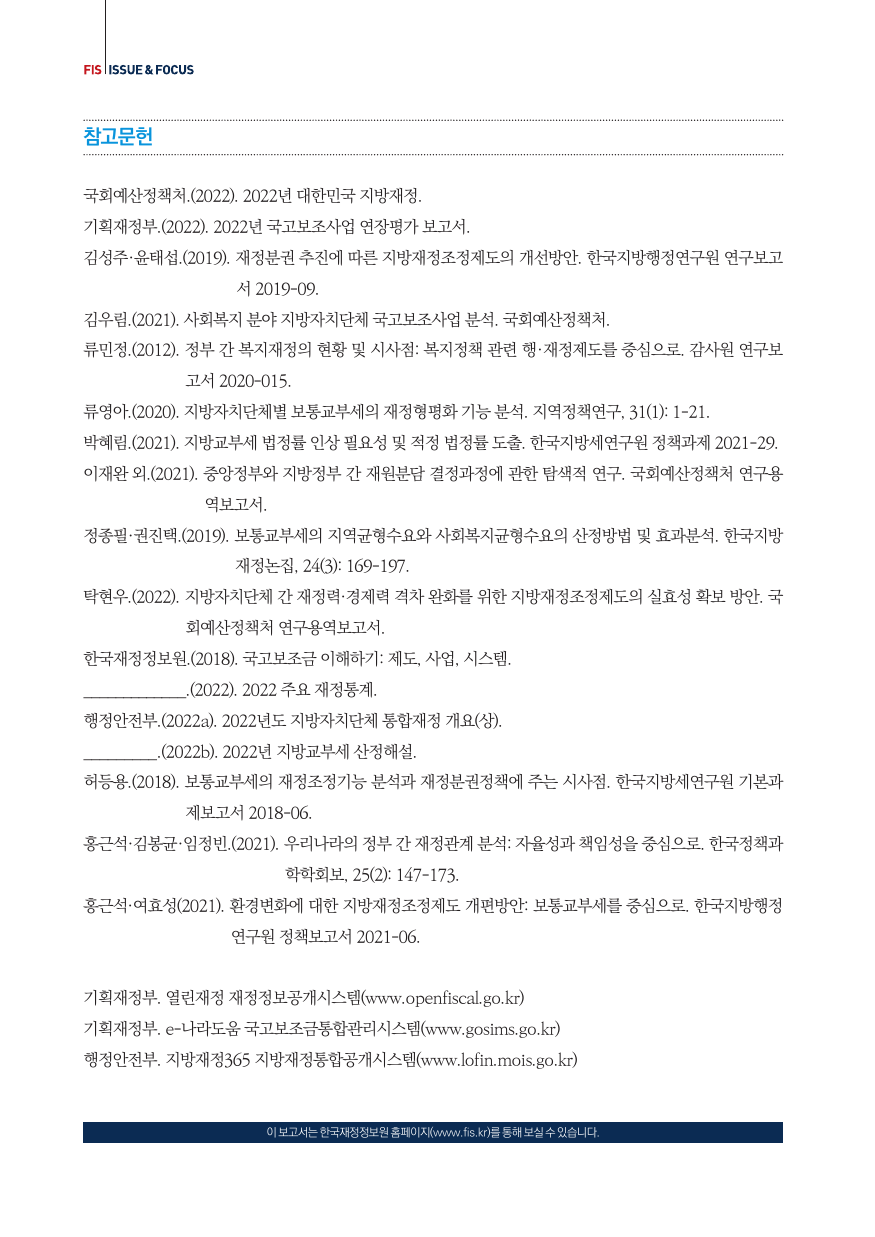 FIS ISSUE & FOCUS
참고문헌
국회예산정책처.(2022). 2022년 대한민국 지방재정.
기획재정부.(2022). 2022년 국고보조사업 연장평가 보고서.
김성주·윤태섭.(2019). 재정분권 추진에 따른 지방재정조정제도의 개선방안. 한국지방행정연구원 연구보고
서 2019-09.
김우림.(2021). 사회복지 분야 지방자치단체 국고보조사업 분석. 국회예산정책처.
류민정.(2012). 정부 간 복지재정의 현황 및 시사점: 복지정책 관련 행·재정제도를 중심으로. 감사원 연구보
고서 2020-015.
류영아.(2020). 지방자치단체별 보통교부세의 재정형평화 기능 분석. 지역정책연구, 31(1): 1-21.
박혜림.(2021). 지방교부세 법정률 인상 필요성 및 적정 법정률 도출. 한국지방세연구원 정책과제 2021-29.
이재완 외.(2021). 중앙정부와 지방정부 간 재원분담 결정과정에 관한 탐색적 연구. 국회예산정책처 연구용
역보고서.
정종필·권진택.(2019). 보통교부세의 지역균형수요와 사회복지균형수요의 산정방법 및 효과분석. 한국지방
재정논집, 24(3): 169-197.
탁현우.(2022). 지방자치단체 간 재정력·경제력 격차 완화를 위한 지방재정조정제도의 실효성 확보 방안. 국
회예산정책처 연구용역보고서.
한국재정정보원.(2018). 국고보조금 이해하기: 제도, 사업, 시스템.
______________.(2022). 2022 주요 재정통계.
행정안전부.(2022a). 2022년도 지방자치단체 통합재정 개요(상).
__________.(2022b). 2022년 지방교부세 산정해설.
허등용.(2018). 보통교부세의 재정조정기능 분석과 재정분권정책에 주는 시사점. 한국지방세연구원 기본과
제보고서 2018-06.
홍근석·김봉균·임정빈.(2021). 우리나라의 정부 간 재정관계 분석: 자율성과 책임성을 중심으로. 한국정책과
학학회보, 25(2): 147-173.
홍근석·여효성(2021). 환경변화에 대한 지방재정조정제도 개편방안: 보통교부세를 중심으로. 한국지방행정
연구원 정책보고서 2021-06.
기획재정부. 열린재정 재정정보공개시스템(www.openfiscal.go.kr)
기획재정부. e-나라도움 국고보조금통합관리시스템(www.gosims.go.kr)
행정안전부. 지방재정365 지방재정통합공개시스템(www.lofin.mois.go.kr)
이 보고서는 한국재정정보원 홈페이지(www.fis.kr)를 통해 보실 수 있습니다.